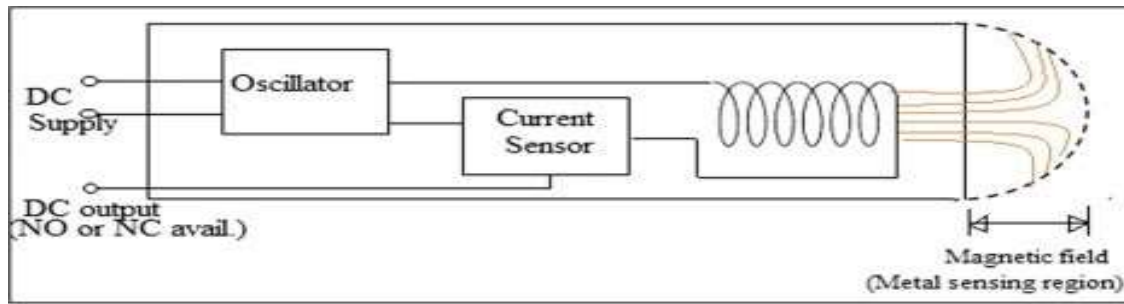 Oscillator
DC
Supply
Current
Sensor
DC output
(NO or NC avail.)
Magnetic field
(Metal sensing region)